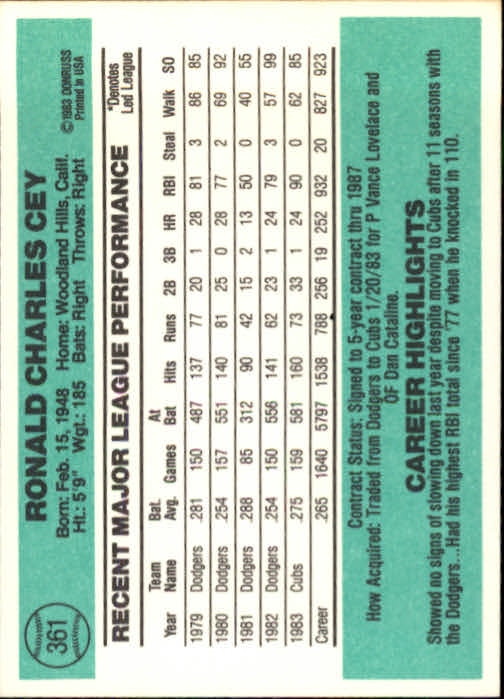 361
RONALD CHARLES CEY
Born: Feb. 15, 1948 Home: Woodland Hills, Calif.
Ht.: 5'9" Wgt.: 185 Bats: Right Throws: Right
©1983 DONRUSS
Printed in USA
RECENT MAJOR LEAGUE PERFORMANCE
*Denotes
Led League
Year Team Name Bat. Avg. Games At Bat Hits Runs 2B 3B HR RBI Steal Walk SO
1979 Dodgers .281 150 487 137 77 20 1 28 81 3 86 85
1980 Dodgers .254 157 551 140 81 25 0 28 77 2 69 92
1981 Dodgers .288 85 312 90 42 15 2 13 50 0 40 55
1982 Dodgers .254 150 556 141 62 23 1 24 79 3 57 99
1983 Cubs .275 159 581 160 73 33 1 24 90 0 62 85
Career .265 1640 5797 1538 788 256 19 252 932 20 827 923
Contract Status: Signed to 5-year contract thru 1987
How Acquired: Traded from Dodgers to Cubs 1/20/83 for P Vance Lovelace and
OF Dan Cataline.
CAREER HIGHLIGHTS
Showed no signs of slowing down last year despite moving to Cubs after 11 seasons with
the Dodgers...Had his highest RBI total since '77 when he knocked in 110.